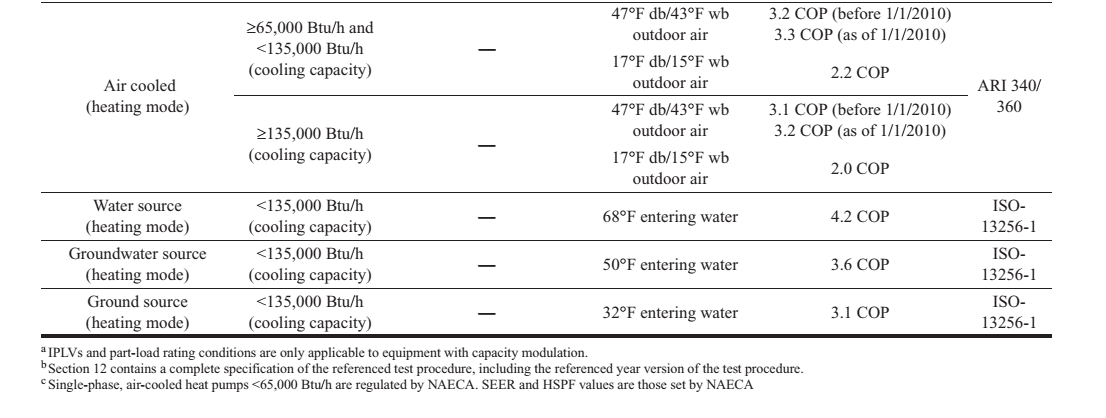 47°F db/43°F wb
outdoor air
3.2 COP (before 1/1/2010)
3.3 COP (as of 1/1/2010)
≥65,000 Btu/h and
<135,000 Btu/h
(cooling capacity)
—
17°F db/15°F wb
outdoor air
2.2 COP
Air cooled
(heating mode)
ARI 340/
360
≥135,000 Btu/h
(cooling capacity)
—
47°F db/43°F wb
outdoor air
3.1 COP (before 1/1/2010)
3.2 COP (as of 1/1/2010)
17°F db/15°F wb
outdoor air
2.0 COP
Water source
(heating mode)
<135,000 Btu/h
(cooling capacity)
—
68°F entering water
4.2 COP
ISO-
13256-1
Groundwater source
(heating mode)
<135,000 Btu/h
(cooling capacity)
—
50°F entering water
3.6 COP
ISO-
13256-1
Ground source
(heating mode)
<135,000 Btu/h
(cooling capacity)
—
32°F entering water
3.1 COP
ISO-
13256-1
a IPLVs and part-load rating conditions are only applicable to equipment with capacity modulation.
b Section 12 contains a complete specification of the referenced test procedure, including the referenced year version of the test procedure.
c Single-phase, air-cooled heat pumps <65,000 Btu/h are regulated by NAECA. SEER and HSPF values are those set by NAECA